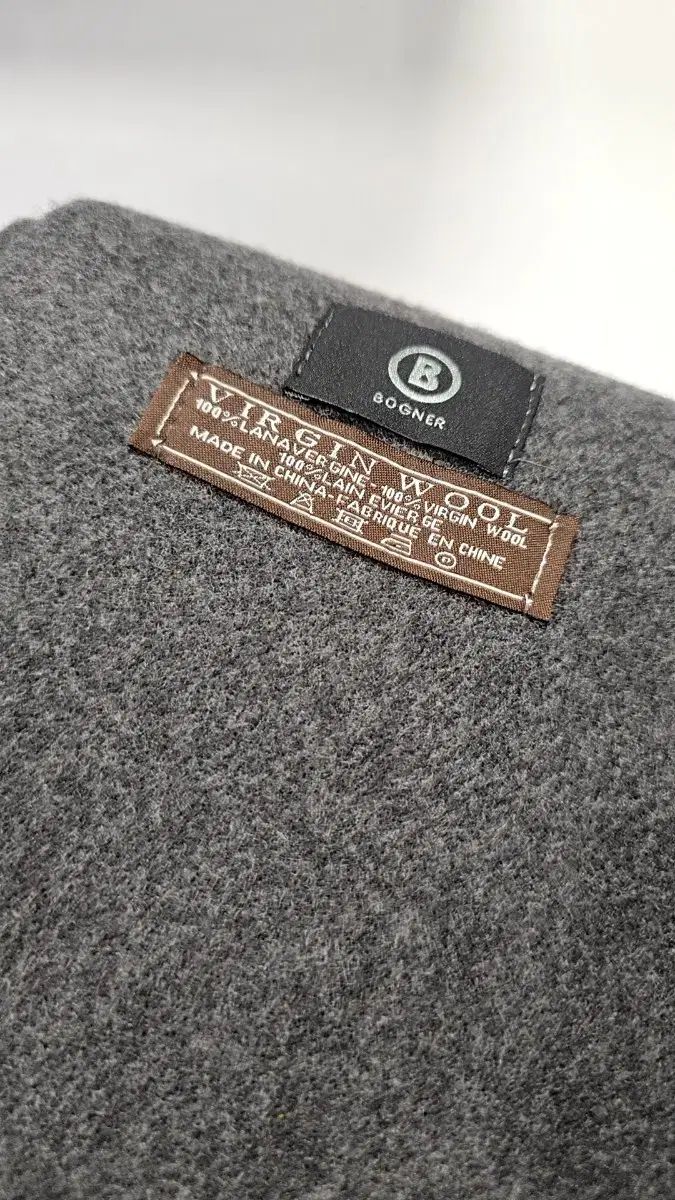 B
BOGNER
VIRGIN WOOL
100%LANAVERGINE-100%VIRGIN WOOL
100%LAIN EVIERGE
MADE IN CHINA-FABRIQUE EN CHINE